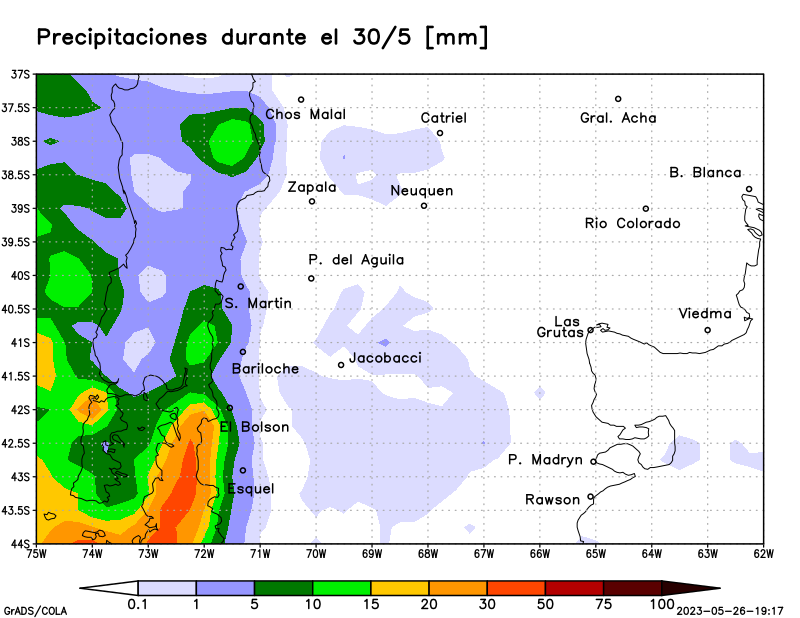 Precipitaciones durante el 30/5 [mm]
37S
37.5S
38S
38.5S
39S
39.5S
40S
40.5S
41S
41.5S
42S
42.5S
43S
43.5S
44S
Chos Malal
Catriel
Gral. Acha
B. Blanca
Zapala
Neuquen
Rio Colorado
P. del Aguila
S. Martin
Viedma
Las
Grutas
Jacobacci
Bariloche
El Bolson
P. Madryn
Esquel
Rawson
75W 74W 73W 72W 71W 70W 69W 68W 67W 66W 65W 64W 63W 62W
0.1 1 5 10 15 20 30 50 75 100
GrADS/COLA
2023-05-26-19:17